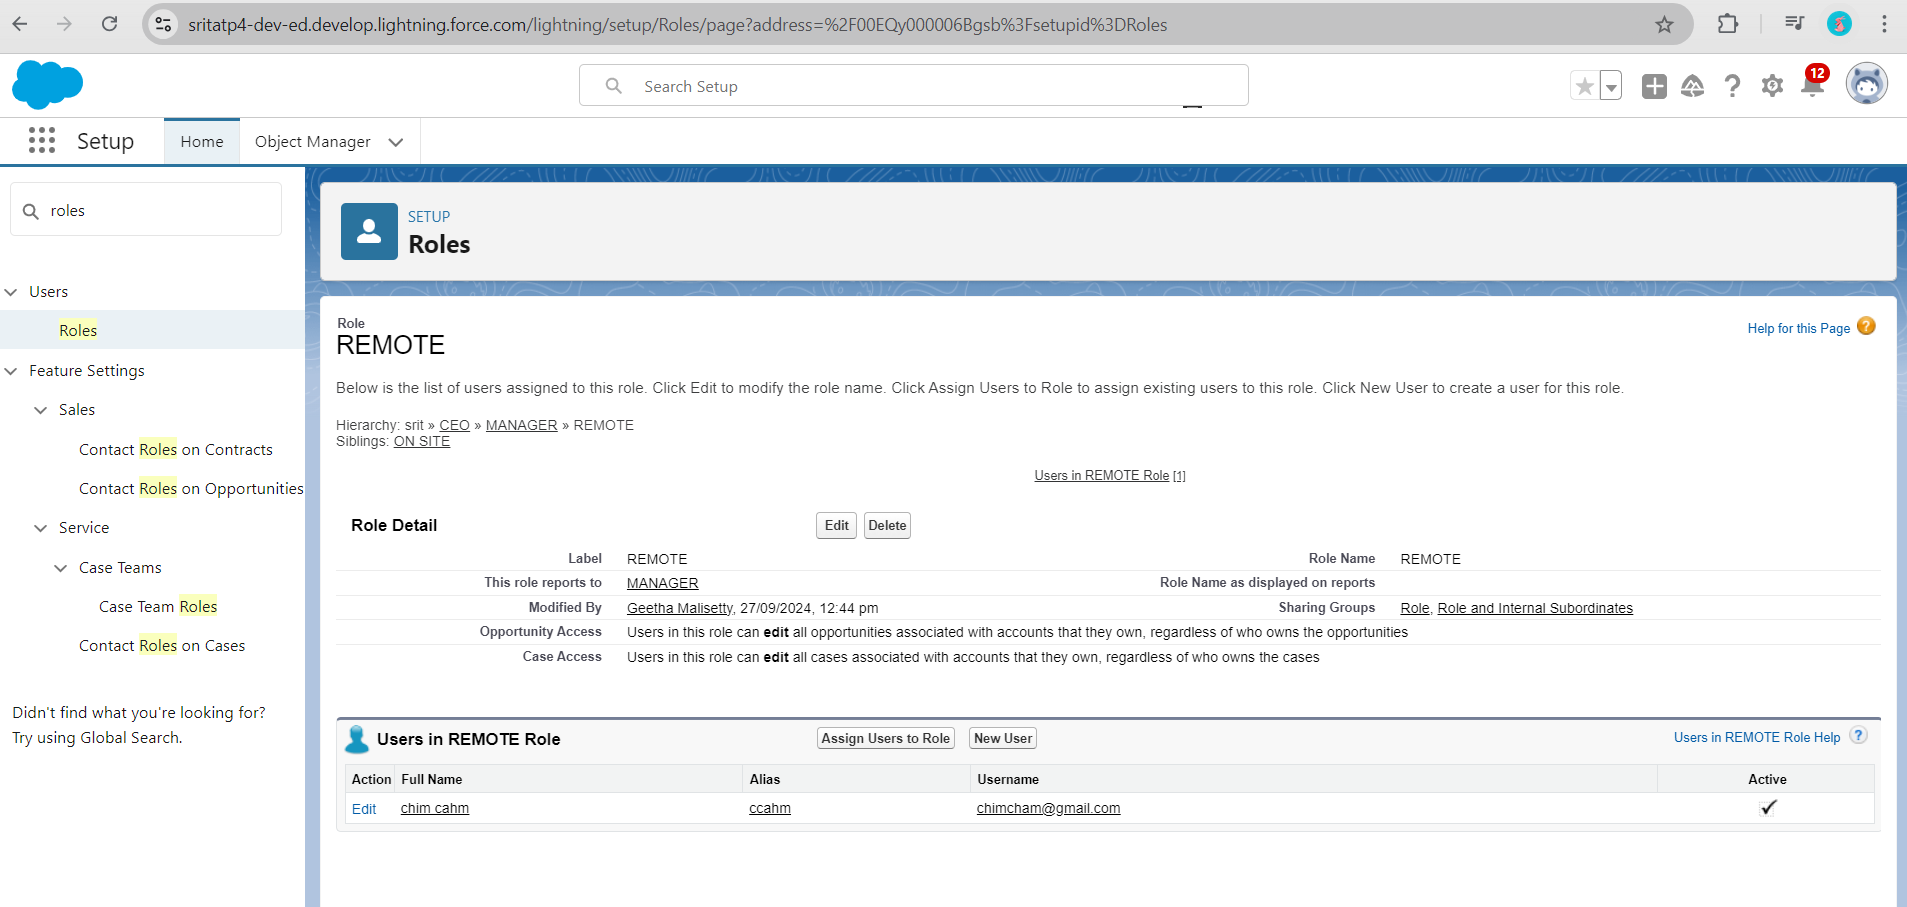 sritatp4-dev-ed.develop.lightning.force.com/lightning/setup/Roles/page?address=%2F00EQy000006Bgsb%3Fsetupid%3DRoles
Search Setup
12
Setup
Home
Object Manager
roles
Users
Roles
Feature Settings
Sales
Contact Roles on Contracts
Contact Roles on Opportunities
Service
Case Teams
Case Team Roles
Contact Roles on Cases
Didn't find what you're looking for?
Try using Global Search.
SETUP
Roles
Role
REMOTE
Help for this Page ?
Below is the list of users assigned to this role. Click Edit to modify the role name. Click Assign Users to Role to assign existing users to this role. Click New User to create a user for this role.
Hierarchy: srit » CEO » MANAGER » REMOTE
Siblings: ON SITE
Users in REMOTE Role [1]
Role Detail Edit Delete
Label REMOTE Role Name REMOTE
This role reports to MANAGER Role Name as displayed on reports
Modified By Geetha Malisetty, 27/09/2024, 12:44 pm Sharing Groups Role, Role and Internal Subordinates
Opportunity Access Users in this role can edit all opportunities associated with accounts that they own, regardless of who owns the opportunities
Case Access Users in this role can edit all cases associated with accounts that they own, regardless of who owns the cases
Users in REMOTE Role Assign Users to Role New User Users in REMOTE Role Help ?
Action Full Name Alias Username Active
Edit chim cahm ccahm chimcham@gmail.com